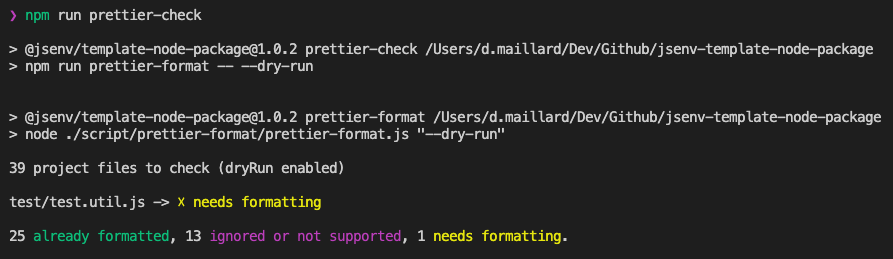 ❯ npm run prettier-check
> @jsenv/template-node-package@1.0.2 prettier-check /Users/d.maillard/Dev/Github/jsenv-template-node-package
> npm run prettier-format -- --dry-run
> @jsenv/template-node-package@1.0.2 prettier-format /Users/d.maillard/Dev/Github/jsenv-template-node-package
> node ./script/prettier-format/prettier-format.js "--dry-run"
39 project files to check (dryRun enabled)
test/test.util.js -> ☓ needs formatting
25 already formatted, 13 ignored or not supported, 1 needs formatting.